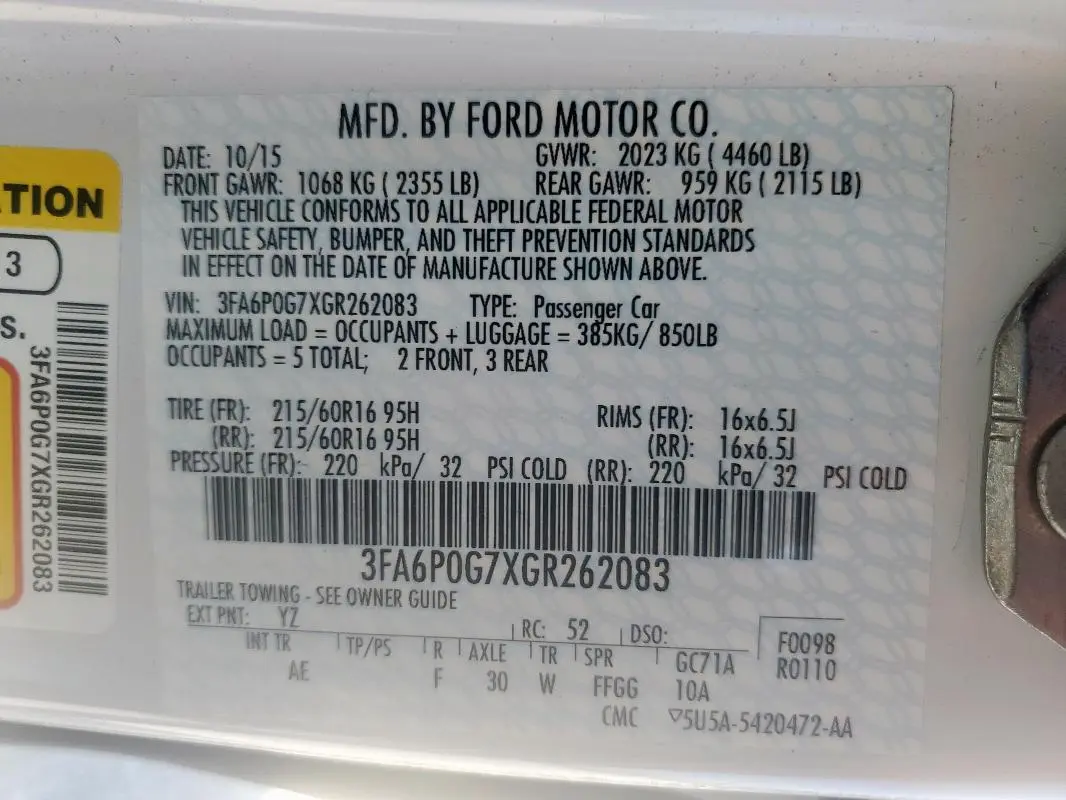 MFD. BY FORD MOTOR CO.
DATE: 10/15 GVWR: 2023 KG ( 4460 LB)
FRONT GAWR: 1068 KG ( 2355 LB) REAR GAWR: 959 KG ( 2115 LB)
THIS VEHICLE CONFORMS TO ALL APPLICABLE FEDERAL MOTOR
VEHICLE SAFETY, BUMPER, AND THEFT PREVENTION STANDARDS
IN EFFECT ON THE DATE OF MANUFACTURE SHOWN ABOVE.
VIN: 3FA6P0G7XGR262083 TYPE: Passenger Car
MAXIMUM LOAD = OCCUPANTS + LUGGAGE = 385KG/ 850LB
OCCUPANTS = 5 TOTAL; 2 FRONT, 3 REAR
TIRE (FR): 215/60R16 95H RIMS (FR): 16x6.5J
(RR): 215/60R16 95H (RR): 16x6.5J
PRESSURE (FR): 220 kPa/ 32 PSI COLD (RR): 220 kPa/ 32 PSI COLD
3FA6P0G7XGR262083
TRAILER TOWING - SEE OWNER GUIDE
EXT PNT: YZ RC: 52 DSO: F0098
INT TR TP/PS R AXLE TR SPR GC71A R0110
AE F 30 W FFGG 10A
CMC ▽5U5A-5420472-AA
TION
3
S.
3FA6P0G7XGR262083